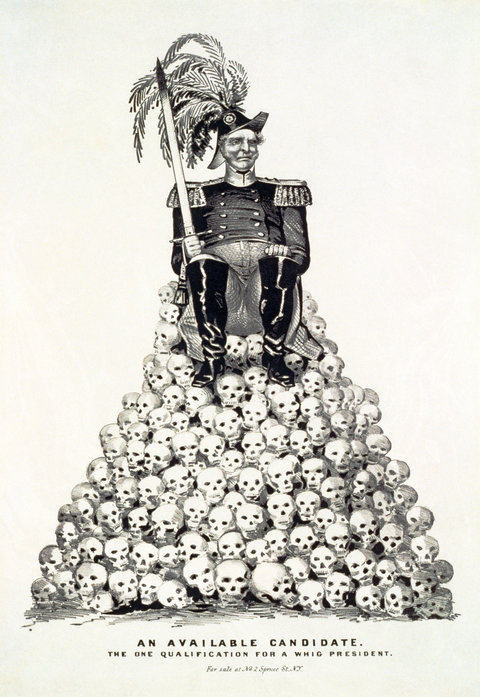 AN AVAILABLE CANDIDATE.
THE ONE QUALIFICATION FOR A WHIG PRESIDENT.
For sale at No 2 Spruce St. N.Y.